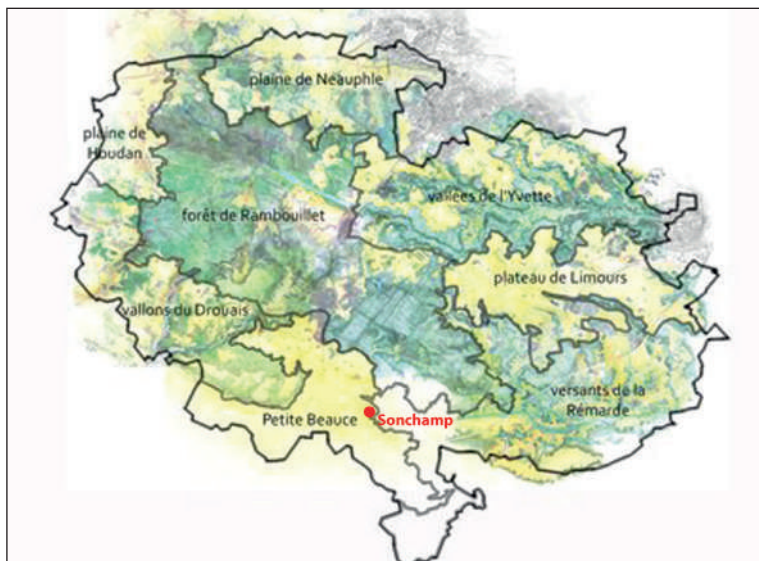 plaine de Neauphle
plaine de
Houdan
vallées de l'Yvette
forêt de Rambouillet
plateau de Limours
vallons du Drouais
versants de la
Rémarde
Petite Beauce
Sonchamp